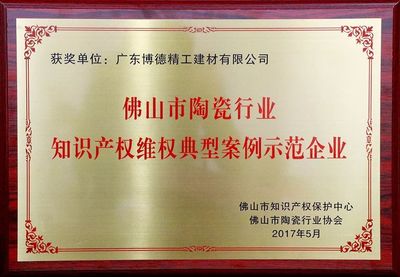 获奖单位：广东博德精工建材有限公司
佛山市陶瓷行业
知识产权维权典型案例示范企业
佛山市知识产权保护中心
佛山市陶瓷行业协会
2017年5月